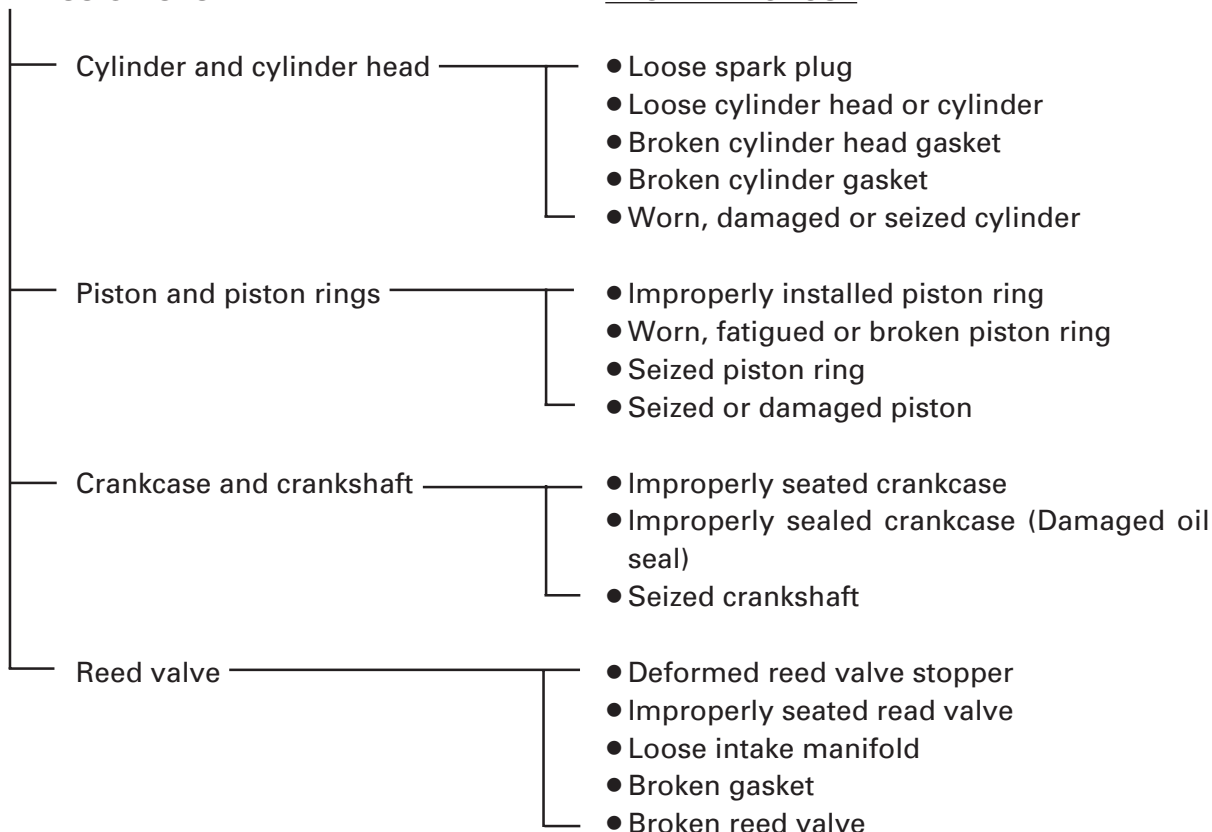 Cylinder and cylinder head
● Loose spark plug
● Loose cylinder head or cylinder
● Broken cylinder head gasket
● Broken cylinder gasket
● Worn, damaged or seized cylinder
Piston and piston rings
● Improperly installed piston ring
● Worn, fatigued or broken piston ring
● Seized piston ring
● Seized or damaged piston
Crankcase and crankshaft
● Improperly seated crankcase
● Improperly sealed crankcase (Damaged oil
seal)
● Seized crankshaft
Reed valve
● Deformed reed valve stopper
● Improperly seated read valve
● Loose intake manifold
● Broken gasket
● Broken reed valve